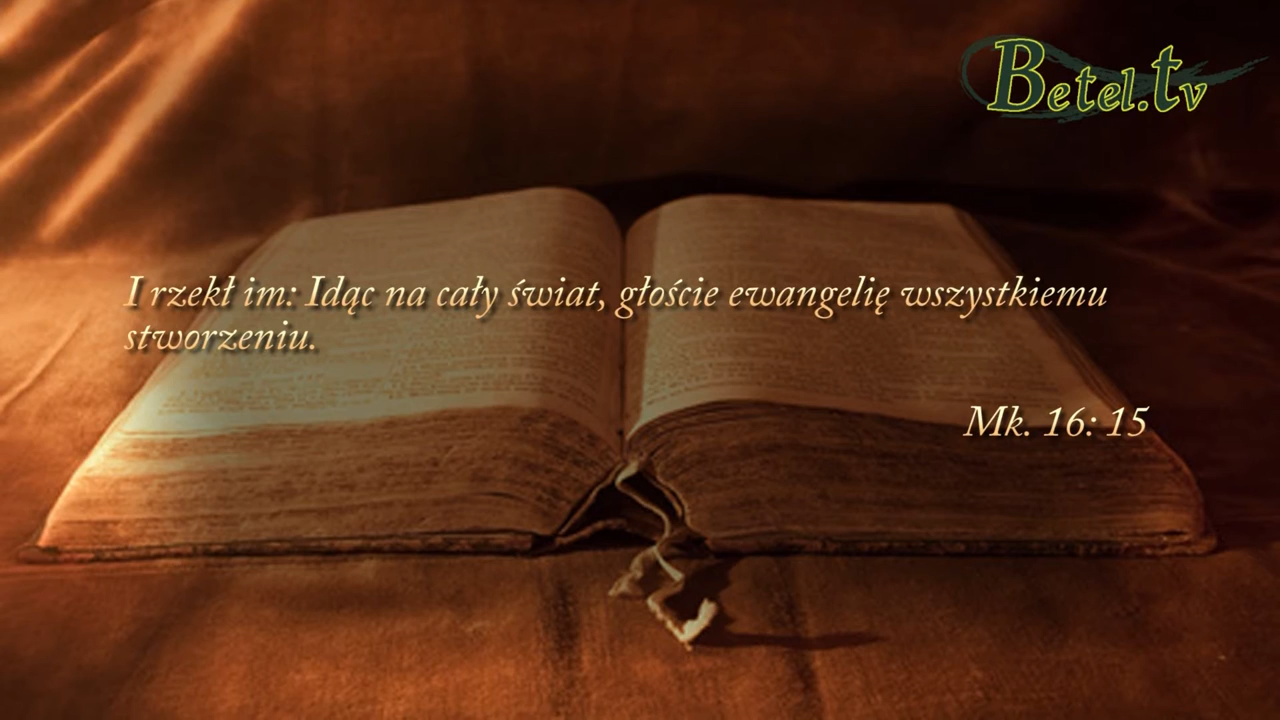 Betel.tv
I rzekł im: Idąc na cały świat, głoście ewangelię wszystkiemu
stworzeniu.
Mk. 16: 15